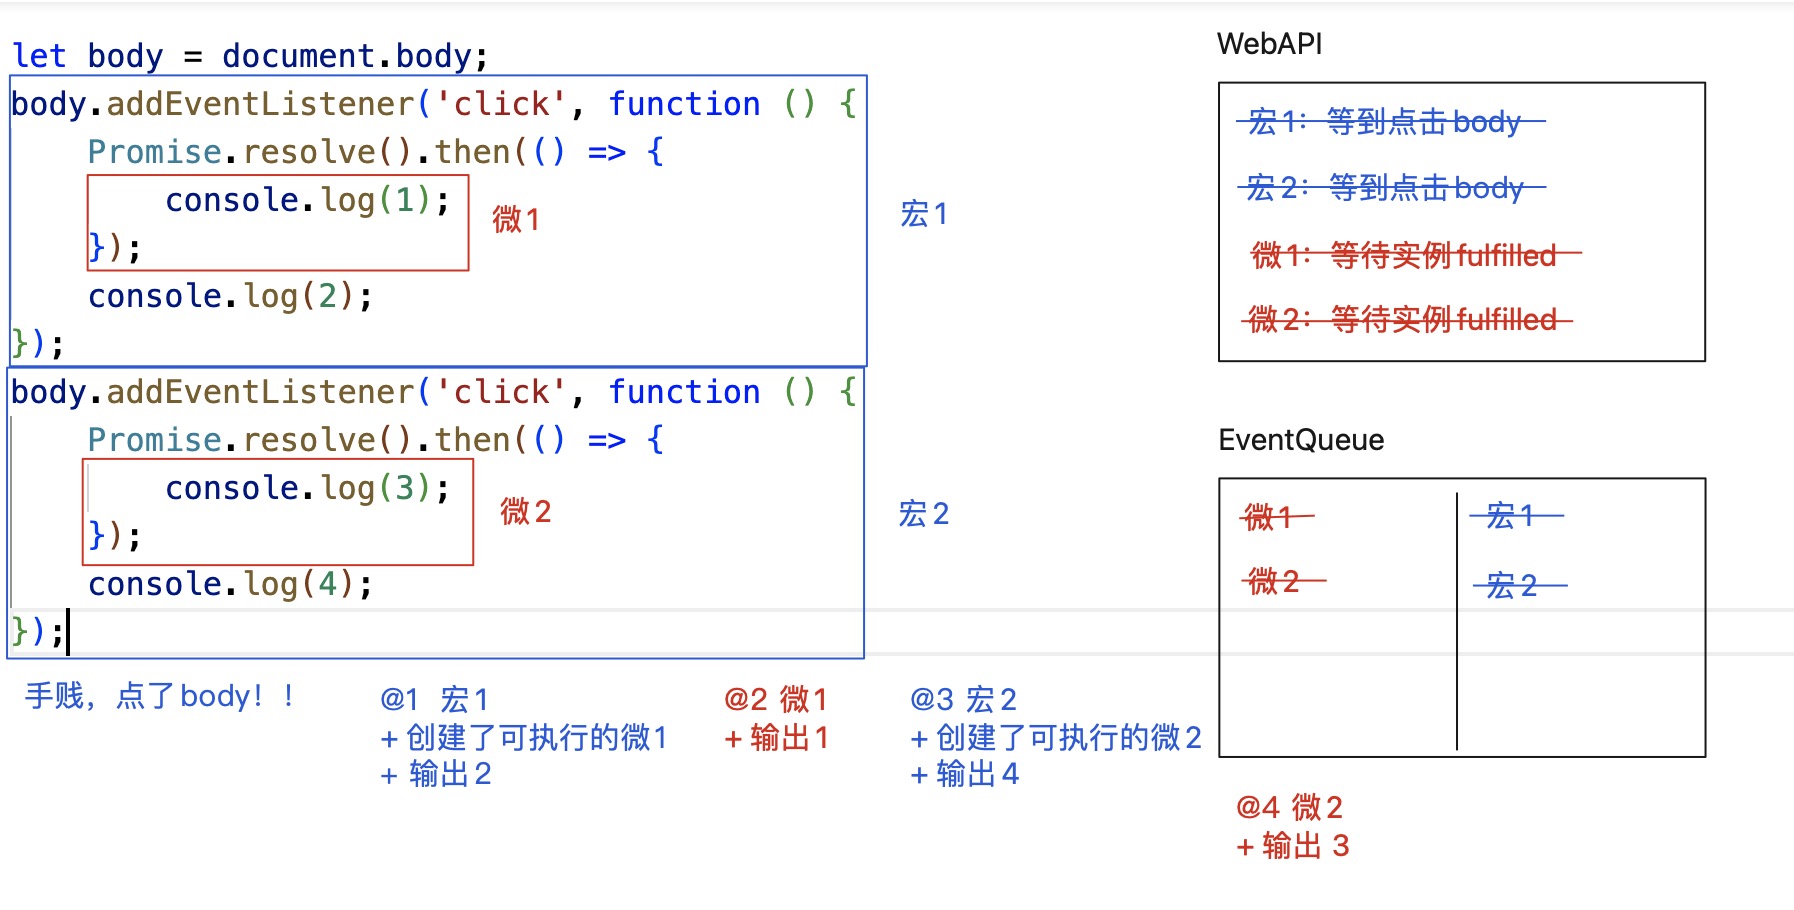 let body = document.body;
body.addEventListener('click', function () {
    Promise.resolve().then(() => {
        console.log(1);
    });
    console.log(2);
});
body.addEventListener('click', function () {
    Promise.resolve().then(() => {
        console.log(3);
    });
    console.log(4);
});
微1
宏1
微2
宏2
手贱，点了body！！
@1 宏1
+ 创建了可执行的微1
+ 输出2
@2 微1
+ 输出1
@3 宏2
+ 创建了可执行的微2
+ 输出4
WebAPI
宏1：等到点击body
宏2：等到点击body
微1：等待实例fulfilled
微2：等待实例fulfilled
EventQueue
微1
微2
宏1
宏2
@4 微2
+ 输出 3